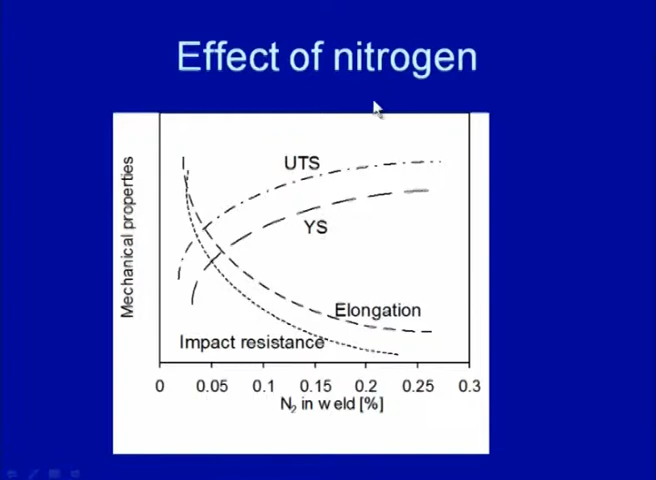 Effect of nitrogen
Mechanical properties
UTS
YS
Elongation
Impact resistance
0 0.05 0.1 0.15 0.2 0.25 0.3
N₂ in weld [%]